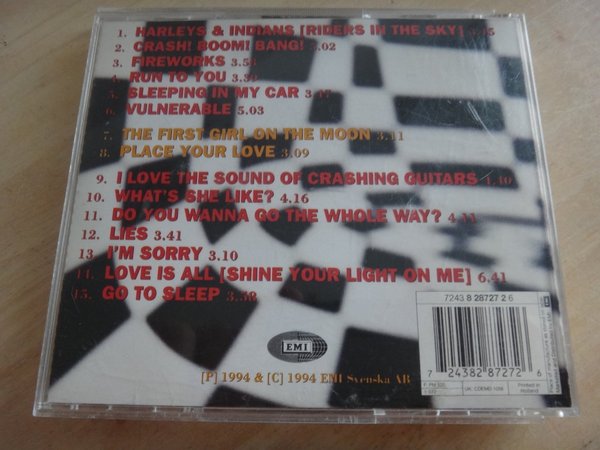 1. HARLEYS & INDIANS [RIDERS IN THE SKY]
2. CRASH! BOOM! BANG! 3.02
3. FIREWORKS 3.58
4. RUN TO YOU
5. SLEEPING IN MY CAR
6. VULNERABLE 5.03
7. THE FIRST GIRL ON THE MOON 3.11
8. PLACE YOUR LOVE 3.09
9. I LOVE THE SOUND OF CRASHING GUITARS
10. WHAT'S SHE LIKE? 4.16
11. DO YOU WANNA GO THE WHOLE WAY?
12. LIES 3.41
13. I'M SORRY 3.10
14. LOVE IS ALL [SHINE YOUR LIGHT ON ME] 6.41
15. GO TO SLEEP
EMI
[P] 1994 & [C] 1994 EMI Svenska AB
7243 8 28727 2 6
7 24382 87272 6
Printed in
Holland